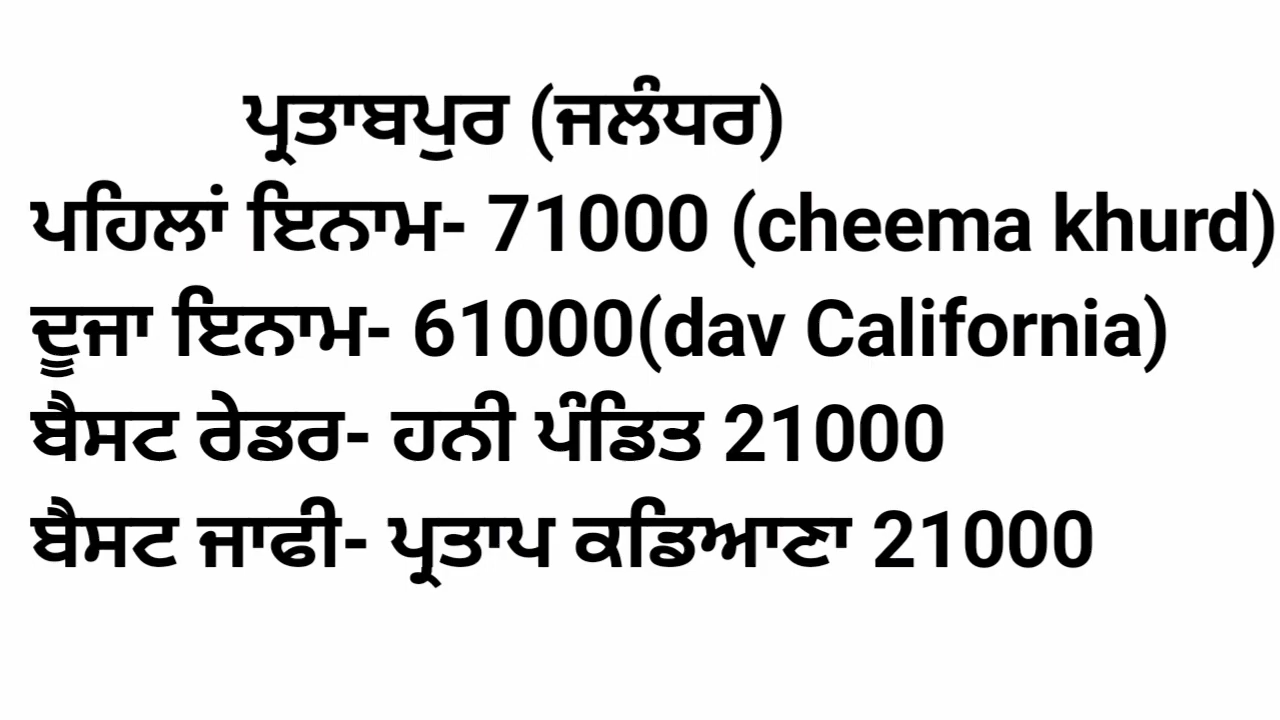 ਪ੍ਰਤਾਬਪੁਰ (ਜਲੰਧਰ)
ਪਹਿਲਾਂ ਇਨਾਮ- 71000 (cheema khurd)
ਦੂਜਾ ਇਨਾਮ- 61000(dav California)
ਬੈਸਟ ਰੇਡਰ- ਹਨੀ ਪੰਡਿਤ 21000
ਬੈਸਟ ਜਾਫੀ- ਪ੍ਰਤਾਪ ਕਡਿਆਣਾ 21000